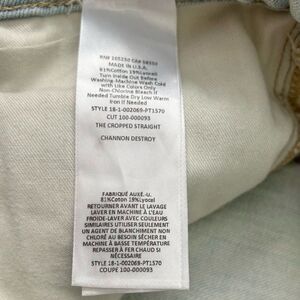 RN# 105230 CA# 38550
MADE IN U.S.A.
81%Cotton 19%Lyocell
Turn Inside Out Before
Washing-Machine Wash Cold
with Like Colors Only
Non-Chlorine Bleach If
Needed Tumble Dry Low Warm
Iron If Needed
STYLE 18-1-002069-PT1570
CUT 100-000093
THE CROPPED STRAIGHT
CHANNON DESTROY
FABRIQUÉ AUXÉ.-U.
81%Coton 19%Lyocel
RETOURNER AVANT LE LAVAGE
LAVER EN MACHINE À L'EAU
FROIDE-LAVER AVEC COULEURS
SIMILAIRES UTILISER SEULEMENT
UN AGENT DE BLANCHIMENT NON
CHLORÉ AU BESOIN SÉCHER EN
MACHINE À BASSE TEMPÉRATURE
REPASSER À FER CHAUD SI
NÉCESSAIRE
STYLE 18-1-002069-PT1570
COUPE 100-000093